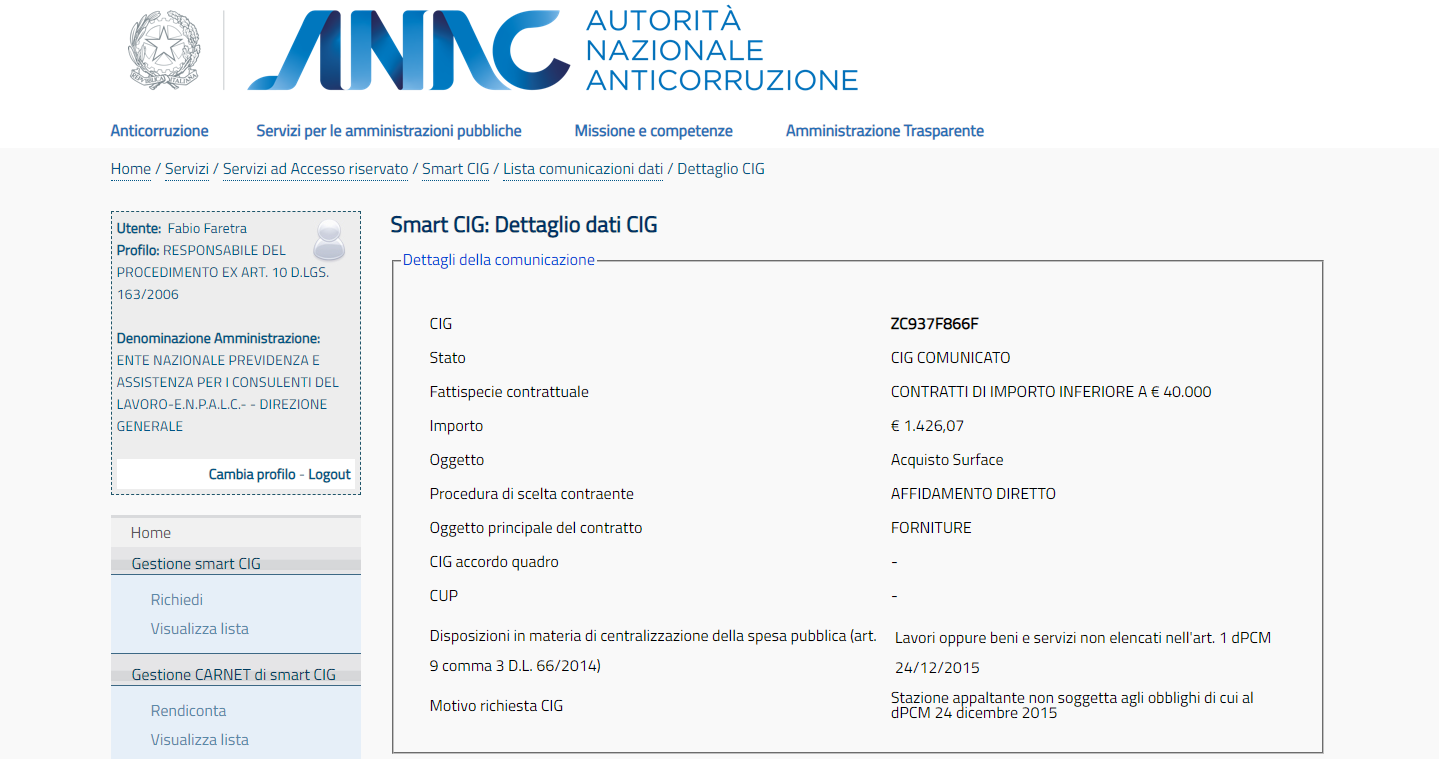 REPVBBLICA ITALIANA
ANAC
AUTORITÀ
NAZIONALE
ANTICORRUZIONE
Anticorruzione
Servizi per le amministrazioni pubbliche
Missione e competenze
Amministrazione Trasparente
Home / Servizi / Servizi ad Accesso riservato / Smart CIG / Lista comunicazioni dati / Dettaglio CIG
Utente: Fabio Faretra
Profilo: RESPONSABILE DEL
PROCEDIMENTO EX ART. 10 D.LGS.
163/2006
Denominazione Amministrazione:
ENTE NAZIONALE PREVIDENZA E
ASSISTENZA PER I CONSULENTI DEL
LAVORO-E.N.P.A.L.C.- - DIREZIONE
GENERALE
Cambia profilo - Logout
Home
Gestione smart CIG
Richiedi
Visualizza lista
Gestione CARNET di smart CIG
Rendiconta
Visualizza lista
Smart CIG: Dettaglio dati CIG
Dettagli della comunicazione
CIG ZC937F866F
Stato CIG COMUNICATO
Fattispecie contrattuale CONTRATTI DI IMPORTO INFERIORE A € 40.000
Importo € 1.426,07
Oggetto Acquisto Surface
Procedura di scelta contraente AFFIDAMENTO DIRETTO
Oggetto principale del contratto FORNITURE
CIG accordo quadro -
CUP -
Disposizioni in materia di centralizzazione della spesa pubblica (art.
9 comma 3 D.L. 66/2014)
Lavori oppure beni e servizi non elencati nell'art. 1 dPCM
24/12/2015
Motivo richiesta CIG
Stazione appaltante non soggetta agli obblighi di cui al
dPCM 24 dicembre 2015